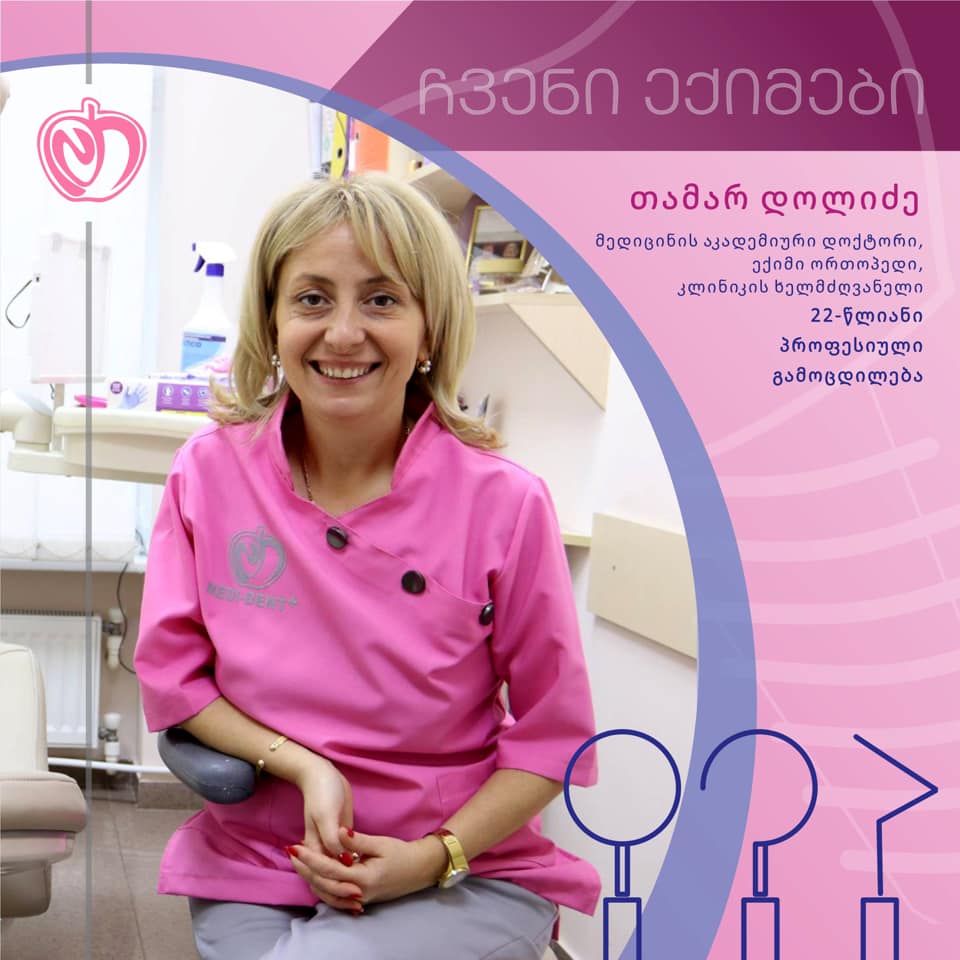 ჩვენი ექიმები
თამარ დოლიძე
მედიცინის აკადემიური დოქტორი,
ექიმი ორთოპედი,
კლინიკის ხელმძღვანელი
22-წლიანი
პროფესიული
გამოცდილება
MEDI-DENT+